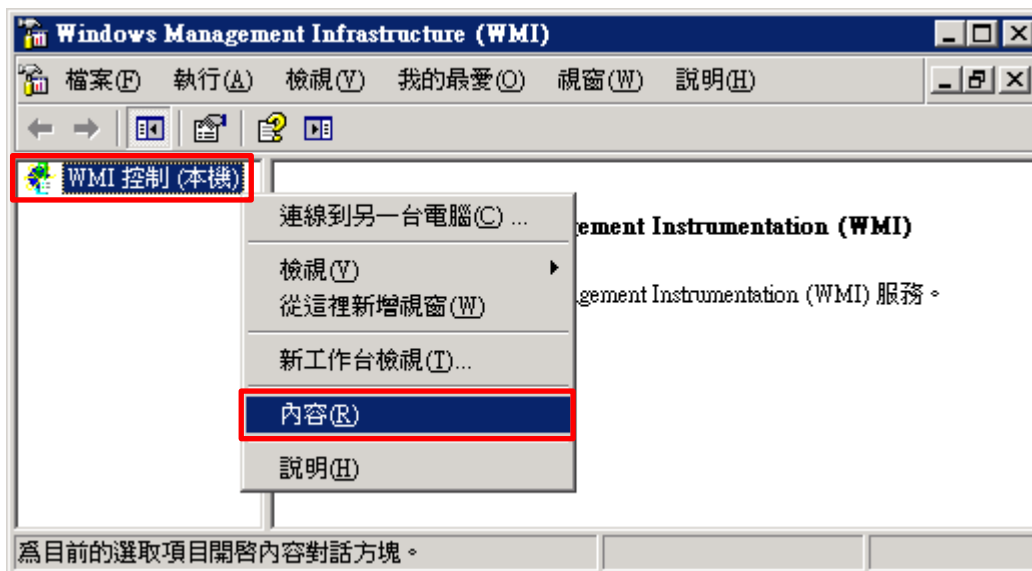 Windows Management Infrastructure (WMI)
檔案(F) 執行(A) 檢視(V) 我的最愛(O) 視窗(W) 說明(H)
WMI 控制 (本機)
連線到另一台電腦(C) ...
ement Instrumentation (WMI)
檢視(V)
從這裡新增視窗(W)
gement Instrumentation (WMI) 服務。
新工作台檢視(T)...
內容(R)
說明(H)
為目前的選取項目開啓內容對話方塊。